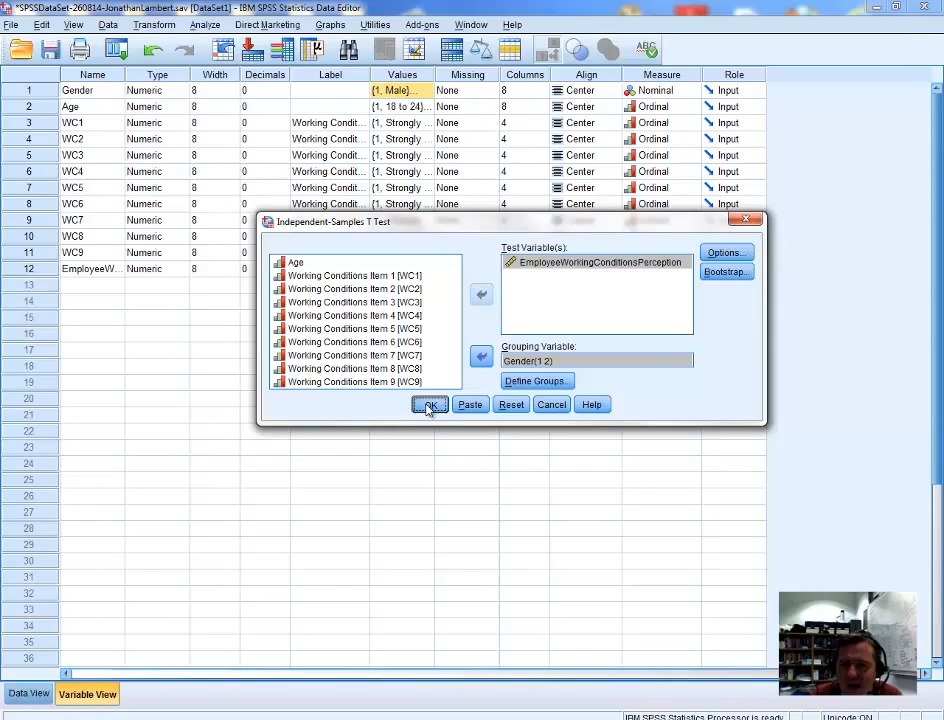 *SPSSDataSet-260814-JonathanLambert.sav [DataSet1] - IBM SPSS Statistics Data Editor
File Edit View Data Transform Analyze Direct Marketing Graphs Utilities Add-ons Window Help
Name Type Width Decimals Label Values Missing Columns Align Measure Role
1 Gender Numeric 8 0 {1, Male}... None 8 Center Nominal Input
2 Age Numeric 8 0 {1, 18 to 24}... None 8 Center Ordinal Input
3 WC1 Numeric 8 0 Working Condit... {1, Strongly ... None 4 Center Ordinal Input
4 WC2 Numeric 8 0 Working Condit... {1, Strongly ... None 4 Center Ordinal Input
5 WC3 Numeric 8 0 Working Condit... {1, Strongly ... None 4 Center Ordinal Input
6 WC4 Numeric 8 0 Working Condit... {1, Strongly ... None 4 Center Ordinal Input
7 WC5 Numeric 8 0 Working Condit... {1, Strongly ... None 4 Center Ordinal Input
8 WC6 Numeric 8 0 Working Condit... {1, Strongly ... None 4 Center Ordinal Input
9 WC7 Numeric 8
10 WC8 Numeric 8
11 WC9 Numeric 8
12 EmployeeW... Numeric 8
13
14
15
16
17
18
19
20
21
22
23
24
25
26
27
28
29
30
31
32
33
34
35
36
Independent-Samples T Test
Age
Working Conditions Item 1 [WC1]
Working Conditions Item 2 [WC2]
Working Conditions Item 3 [WC3]
Working Conditions Item 4 [WC4]
Working Conditions Item 5 [WC5]
Working Conditions Item 6 [WC6]
Working Conditions Item 7 [WC7]
Working Conditions Item 8 [WC8]
Working Conditions Item 9 [WC9]
Test Variable(s):
EmployeeWorkingConditionsPerception
Grouping Variable:
Gender(1 2)
Define Groups...
Options...
Bootstrap...
OK Paste Reset Cancel Help
Data View Variable View
IBM SPSS Statistics Processor is ready Unicode:ON